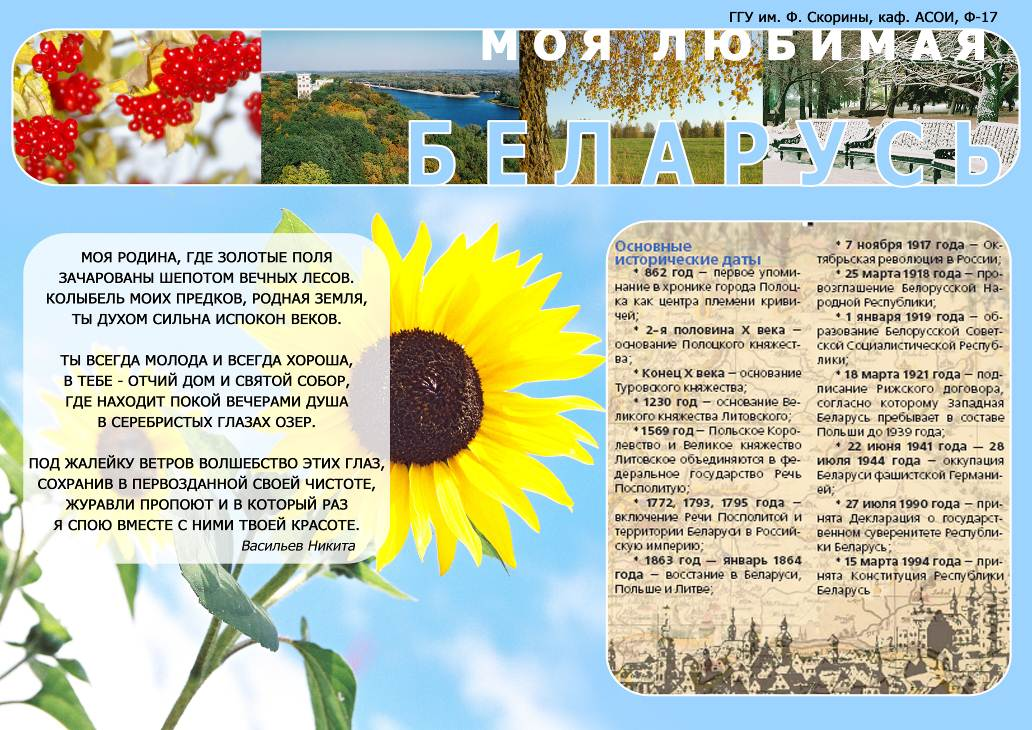 ГГУ им. Ф. Скорины, каф. АСОИ, Ф-17
МОЯ ЛЮБИМАЯ
БЕЛАРУСЬ
МОЯ РОДИНА, ГДЕ ЗОЛОТЫЕ ПОЛЯ
ЗАЧАРОВАНЫ ШЕПОТОМ ВЕЧНЫХ ЛЕСОВ.
КОЛЫБЕЛЬ МОИХ ПРЕДКОВ, РОДНАЯ ЗЕМЛЯ,
ТЫ ДУХОМ СИЛЬНА ИСПОКОН ВЕКОВ.
ТЫ ВСЕГДА МОЛОДА И ВСЕГДА ХОРОША,
В ТЕБЕ - ОТЧИЙ ДОМ И СВЯТОЙ СОБОР,
ГДЕ НАХОДИТ ПОКОЙ ВЕЧЕРАМИ ДУША
В СЕРЕБРИСТЫХ ГЛАЗАХ ОЗЕР.
ПОД ЖАЛЕЙКУ ВЕТРОВ ВОЛШЕБСТВО ЭТИХ ГЛАЗ,
СОХРАНИВ В ПЕРВОЗДАННОЙ СВОЕЙ ЧИСТОТЕ,
ЖУРАВЛИ ПРОПОЮТ И В КОТОРЫЙ РАЗ
Я СПОЮ ВМЕСТЕ С НИМИ ТВОЕЙ КРАСОТЕ.
Васильев Никита
Основные
исторические даты
* 862 год — первое упоми-
нание в хронике города Полоц-
ка как центра племени криви-
чей;
* 2-я половина X века —
основание Полоцкого княжест-
ва;
* Конец X века — основание
Туровского княжества;
* 1230 год — основание Ве-
ликого княжества Литовского;
* 1569 год — Польское Коро-
левство и Великое княжество
Литовское объединяются в фе-
деральное государство Речь
Посполитую;
* 1772, 1793, 1795 года —
включение Речи Посполитой и
территории Беларуси в Россий-
скую империю;
* 1863 год — январь 1864
года — восстание в Беларуси,
Польше и Литве;
* 7 ноября 1917 года — Ок-
тябрьская революция в России;
* 25 марта 1918 года — про-
возглашение Белорусской На-
родной Республики;
* 1 января 1919 года — об-
разование Белорусской Совет-
ской Социалистической Респуб-
лики;
* 18 марта 1921 года — под-
писание Рижского договора,
согласно которому Западная
Беларусь пребывает в составе
Польши до 1939 года;
* 22 июня 1941 года — 28
июля 1944 года — оккупация
Беларуси фашистской Германи-
ей;
* 27 июля 1990 года — при-
нята Декларация о государст-
венном суверенитете Республи-
ки Беларусь;
* 15 марта 1994 года — при-
нята Конституция Республики
Беларусь